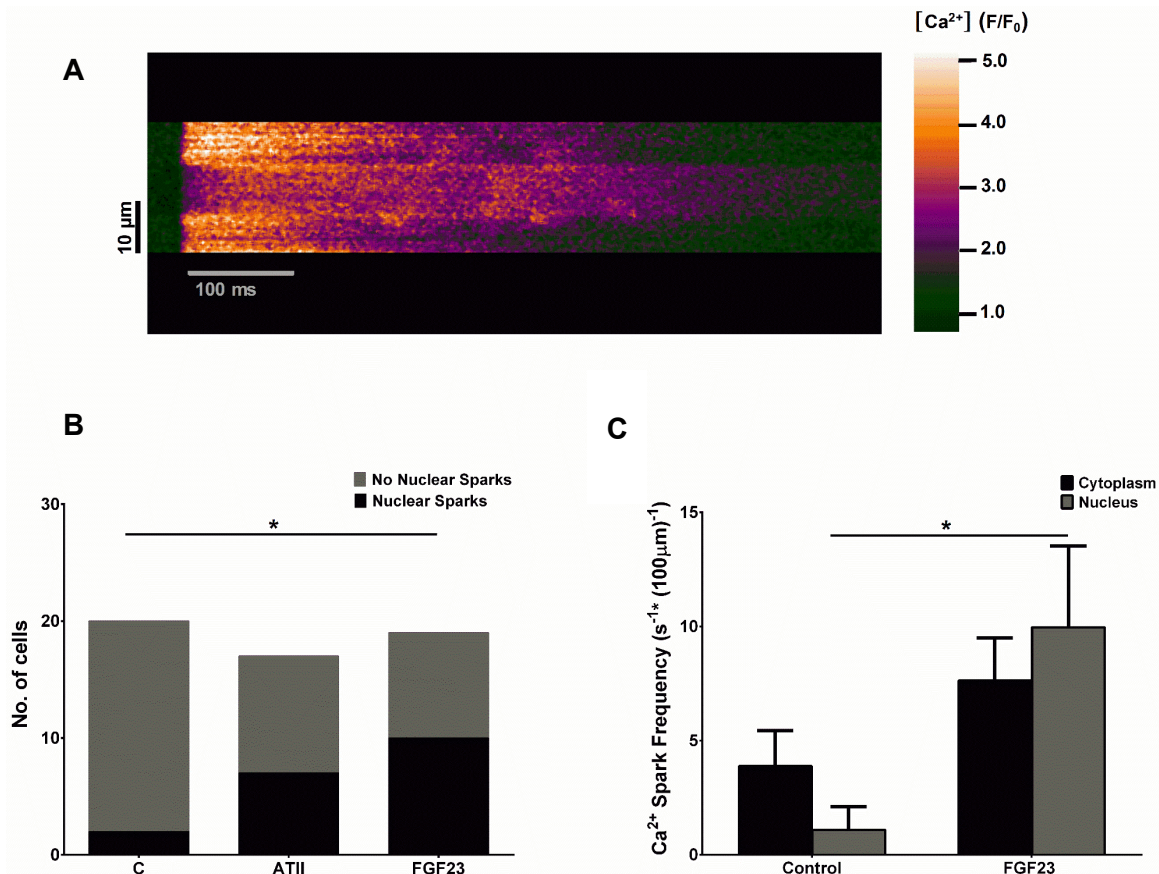 [Ca²⁺] (F/F₀)
A
5.0
4.0
3.0
2.0
1.0
10 µm
100 ms
B
No Nuclear Sparks
Nuclear Sparks
*
30
20
10
0
No. of cells
C
ATII
FGF23
C
Cytoplasm
Nucleus
*
15
10
5
0
Ca²⁺ Spark Frequency (s⁻¹* (100µm)⁻¹
Control
FGF23